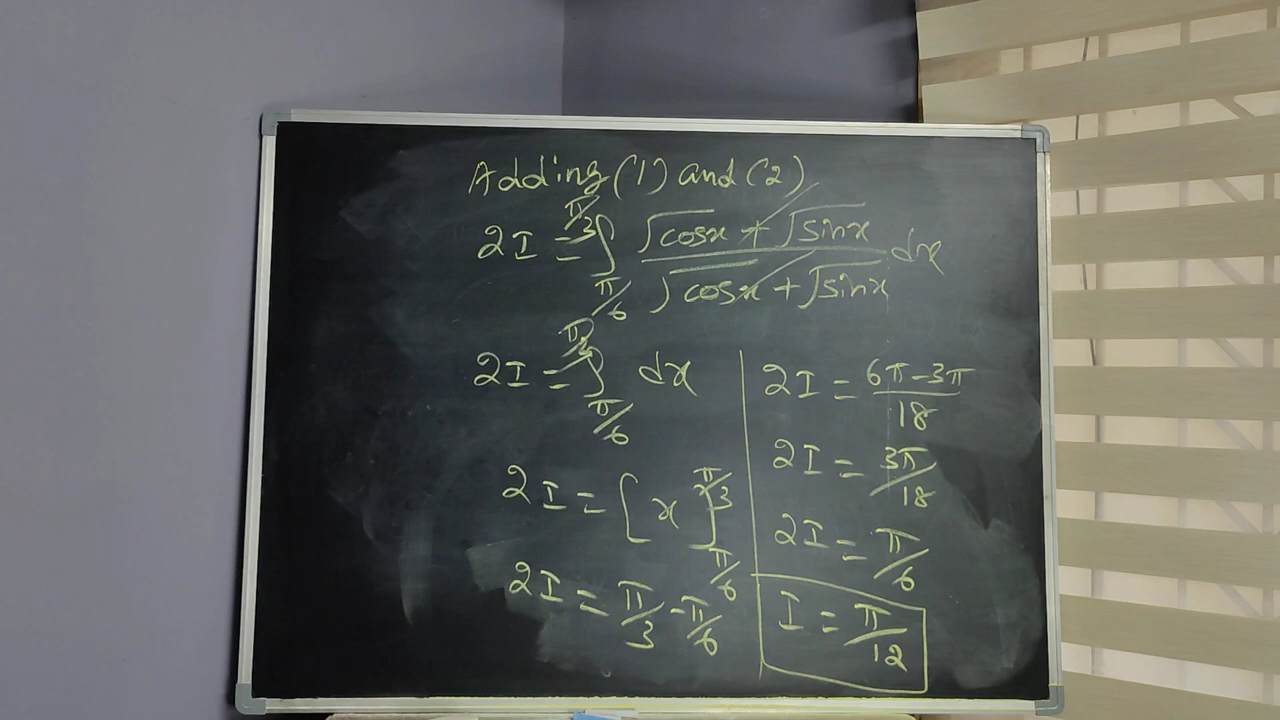 Adding (1) and (2)
2I = ∫_{π/6}^{π/3} (√cosx + √sinx)/(√cosx + √sinx) dx
2I = ∫_{π/6}^{π/3} dx
2I = [x]_{π/6}^{π/3}
2I = π/3 - π/6
2I = (6π - 3π)/18
2I = 3π/18
2I = π/6
I = π/12